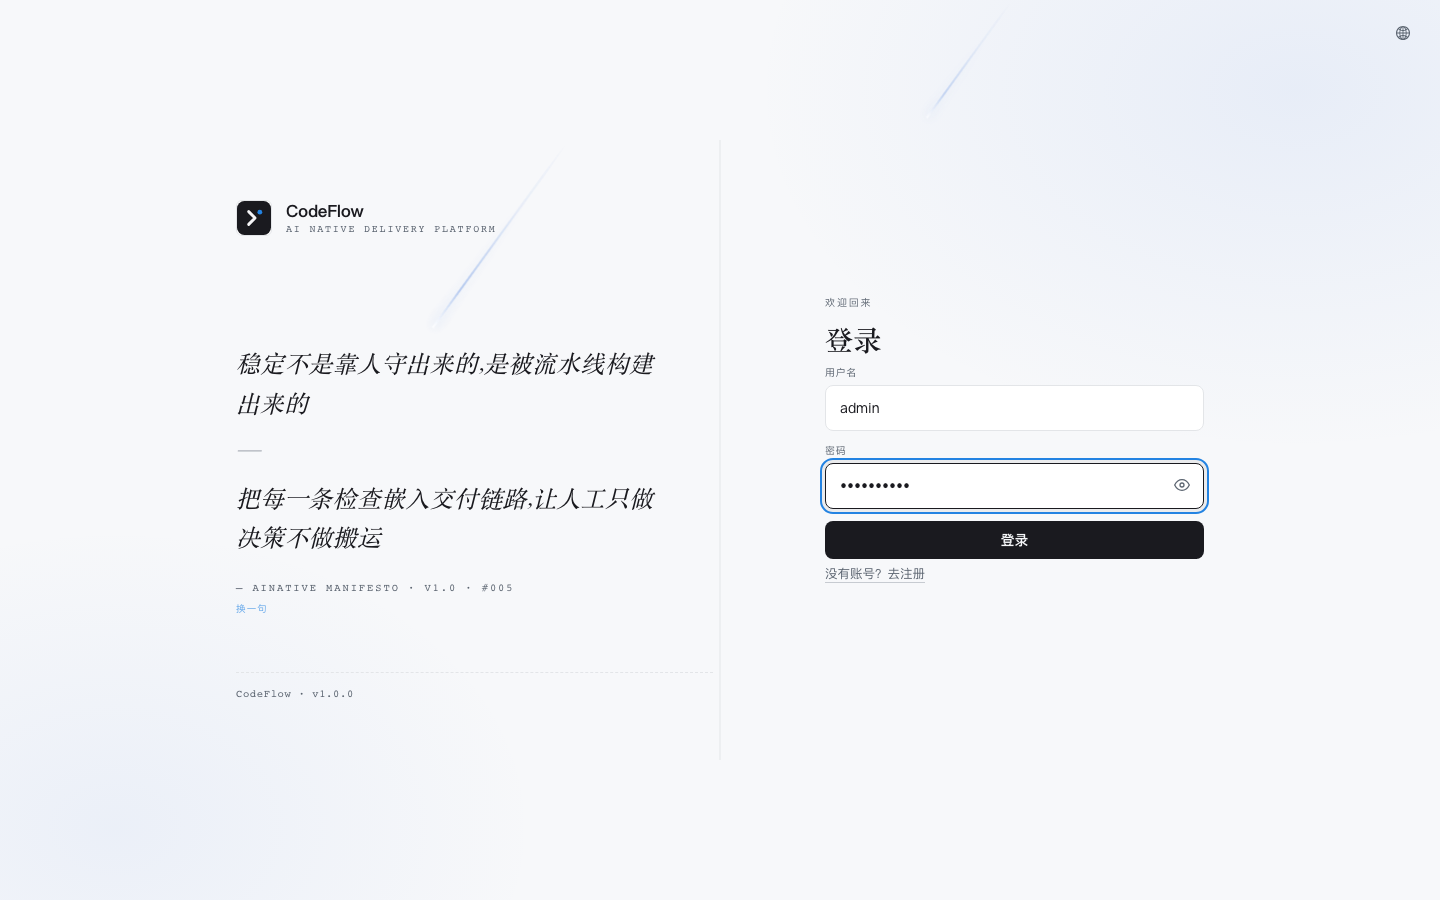 CodeFlow
AI NATIVE DELIVERY PLATFORM
稳定不是靠人守出来的,是被流水线构建
出来的
—
把每一条检查嵌入交付链路,让人工只做
决策不做搬运
— AINATIVE MANIFESTO · V1.0 · #005
换一句
CodeFlow · v1.0.0
欢迎回来
登录
用户名
admin
密码
••••••••••
登录
没有账号? 去注册